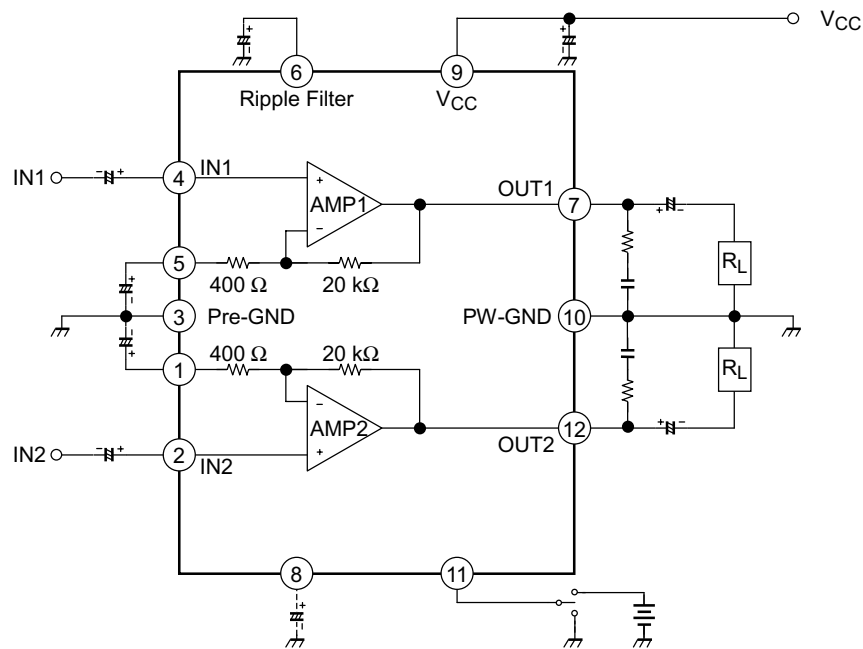 VCC
6
9
Ripple Filter
VCC
IN1
4
IN1
+
AMP1
−
OUT1
7
5
400 Ω
20 kΩ
RL
3
Pre-GND
PW-GND
10
1
400 Ω
20 kΩ
RL
−
AMP2
+
OUT2
12
IN2
2
IN2
8
11